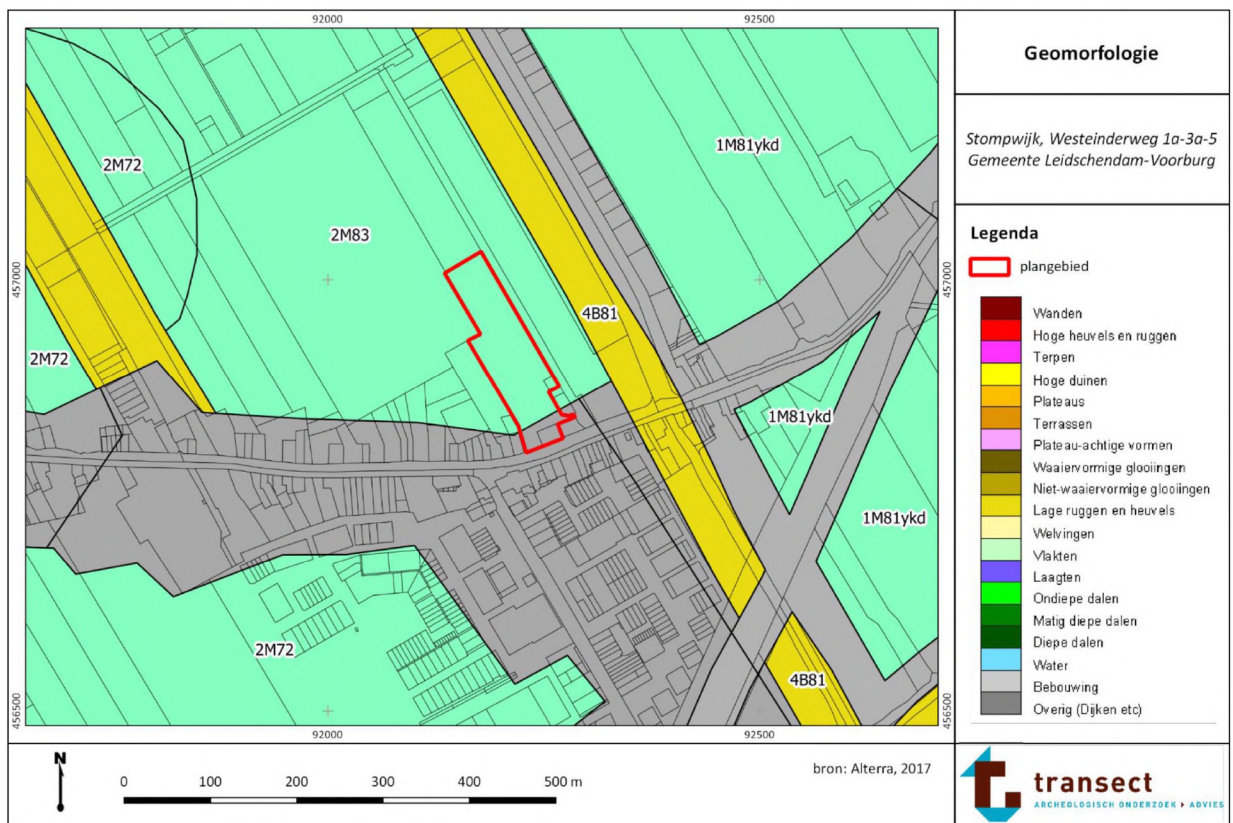 92000
92500
457000
457000
456500
456500
2M72
2M83
1M81ykd
4B81
2M72
1M81ykd
1M81ykd
2M72
4B81
92000
92500
Geomorfologie
Stompwijk, Westeinderweg 1a-3a-5
Gemeente Leidschendam-Voorburg
Legenda
plangebied
Wanden
Hoge heuvels en ruggen
Terpen
Hoge duinen
Plateaus
Terrassen
Plateau-achtige vormen
Waaiervormige glooiingen
Niet-waaiervormige glooiingen
Lage ruggen en heuvels
Welvingen
Vlakten
Laagten
Ondiepe dalen
Matig diepe dalen
Diepe dalen
Water
Bebouwing
Overig (Dijken etc)
N
0 100 200 300 400 500 m
bron: Alterra, 2017
transect
ARCHEOLOGISCH ONDERZOEK ▸ ADVIES